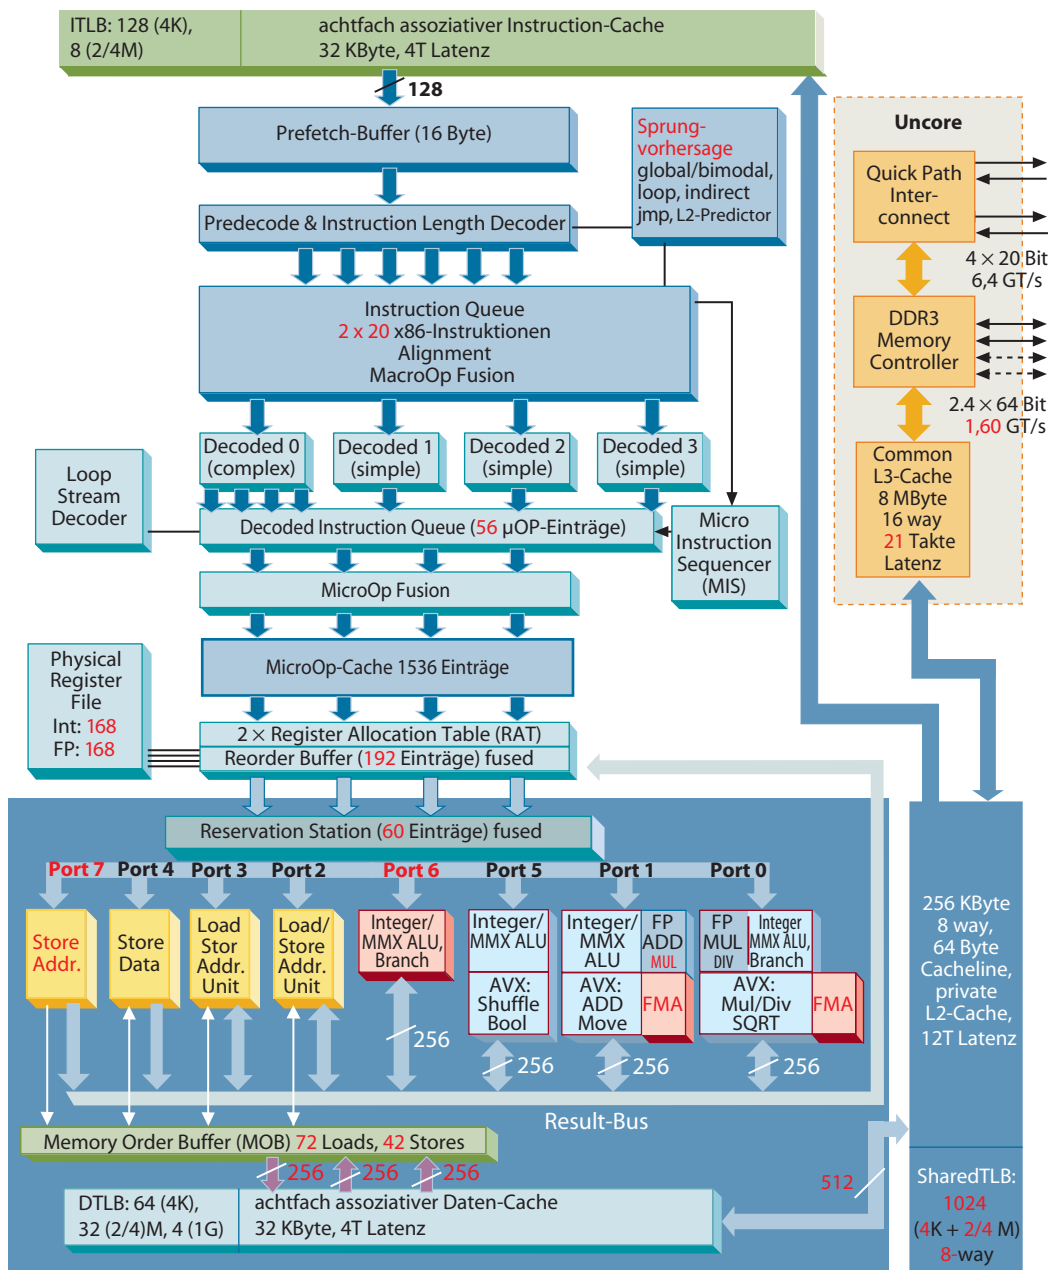 ITLB: 128 (4K),
8 (2/4M)
achtfach assoziativer Instruction-Cache
32 KByte, 4T Latenz
128
Prefetch-Buffer (16 Byte)
Sprung-
vorhersage
global/bimodal,
loop, indirect
jmp, L2-Predictor
Predecode & Instruction Length Decoder
Instruction Queue
2 x 20 x86-Instruktionen
Alignment
MacroOp Fusion
Decoded 0
(complex)
Decoded 1
(simple)
Decoded 2
(simple)
Decoded 3
(simple)
Loop
Stream
Decoder
Decoded Instruction Queue (56 µOP-Einträge)
Micro
Instruction
Sequencer
(MIS)
MicroOp Fusion
MicroOp-Cache 1536 Einträge
Physical
Register
File
Int: 168
FP: 168
2 × Register Allocation Table (RAT)
Reorder Buffer (192 Einträge) fused
Uncore
Quick Path
Inter-
connect
4 × 20 Bit
6,4 GT/s
DDR3
Memory
Controller
2.4 × 64 Bit
1,60 GT/s
Common
L3-Cache
8 MByte
16 way
21 Takte
Latenz
Reservation Station (60 Einträge) fused
Port 7
Port 4
Port 3
Port 2
Port 6
Port 5
Port 1
Port 0
Store
Addr.
Store
Data
Load
Stor
Addr.
Unit
Load/
Store
Addr.
Unit
Integer/
MMX ALU,
Branch
Integer/
MMX ALU
AVX:
Shuffle
Bool
Integer/
MMX
ALU
FP
ADD
MUL
AVX:
ADD
Move
FMA
FP
MUL
DIV
Integer
MMX ALU,
Branch
AVX:
Mul/Div
SQRT
FMA
256
256
256
256
Result-Bus
Memory Order Buffer (MOB) 72 Loads, 42 Stores
256
256
256
DTLB: 64 (4K),
32 (2/4)M, 4 (1G)
achtfach assoziativer Daten-Cache
32 KByte, 4T Latenz
512
256 KByte
8 way,
64 Byte
Cacheline,
private
L2-Cache,
12T Latenz
SharedTLB:
1024
(4K + 2/4 M)
8-way